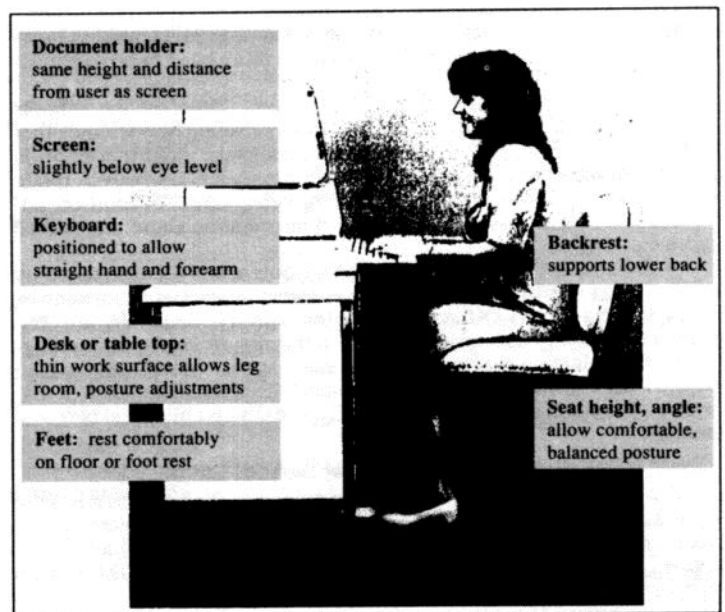 Document holder:
same height and distance
from user as screen
Screen:
slightly below eye level
Keyboard:
positioned to allow
straight hand and forearm
Desk or table top:
thin work surface allows leg
room, posture adjustments
Feet: rest comfortably
on floor or foot rest
Backrest:
supports lower back
Seat height, angle:
allow comfortable,
balanced posture